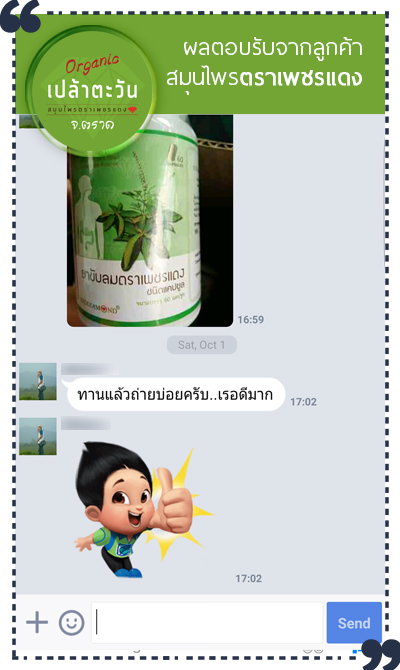 “
ผลตอบรับจากลูกค้า
สมุนไพรตราเพชรแดง
Organic
เปล้าตะวัน
สมุนไพรตราเพชรแดง
จ.ตราด
60
ยาขับลมตราเพชรแดง
ชนิดแคปซูล
16:59
Sat, Oct 1
ทานแล้วถ่ายบ่อยครับ..เรอดีมาก
17:02
17:02
Send
”